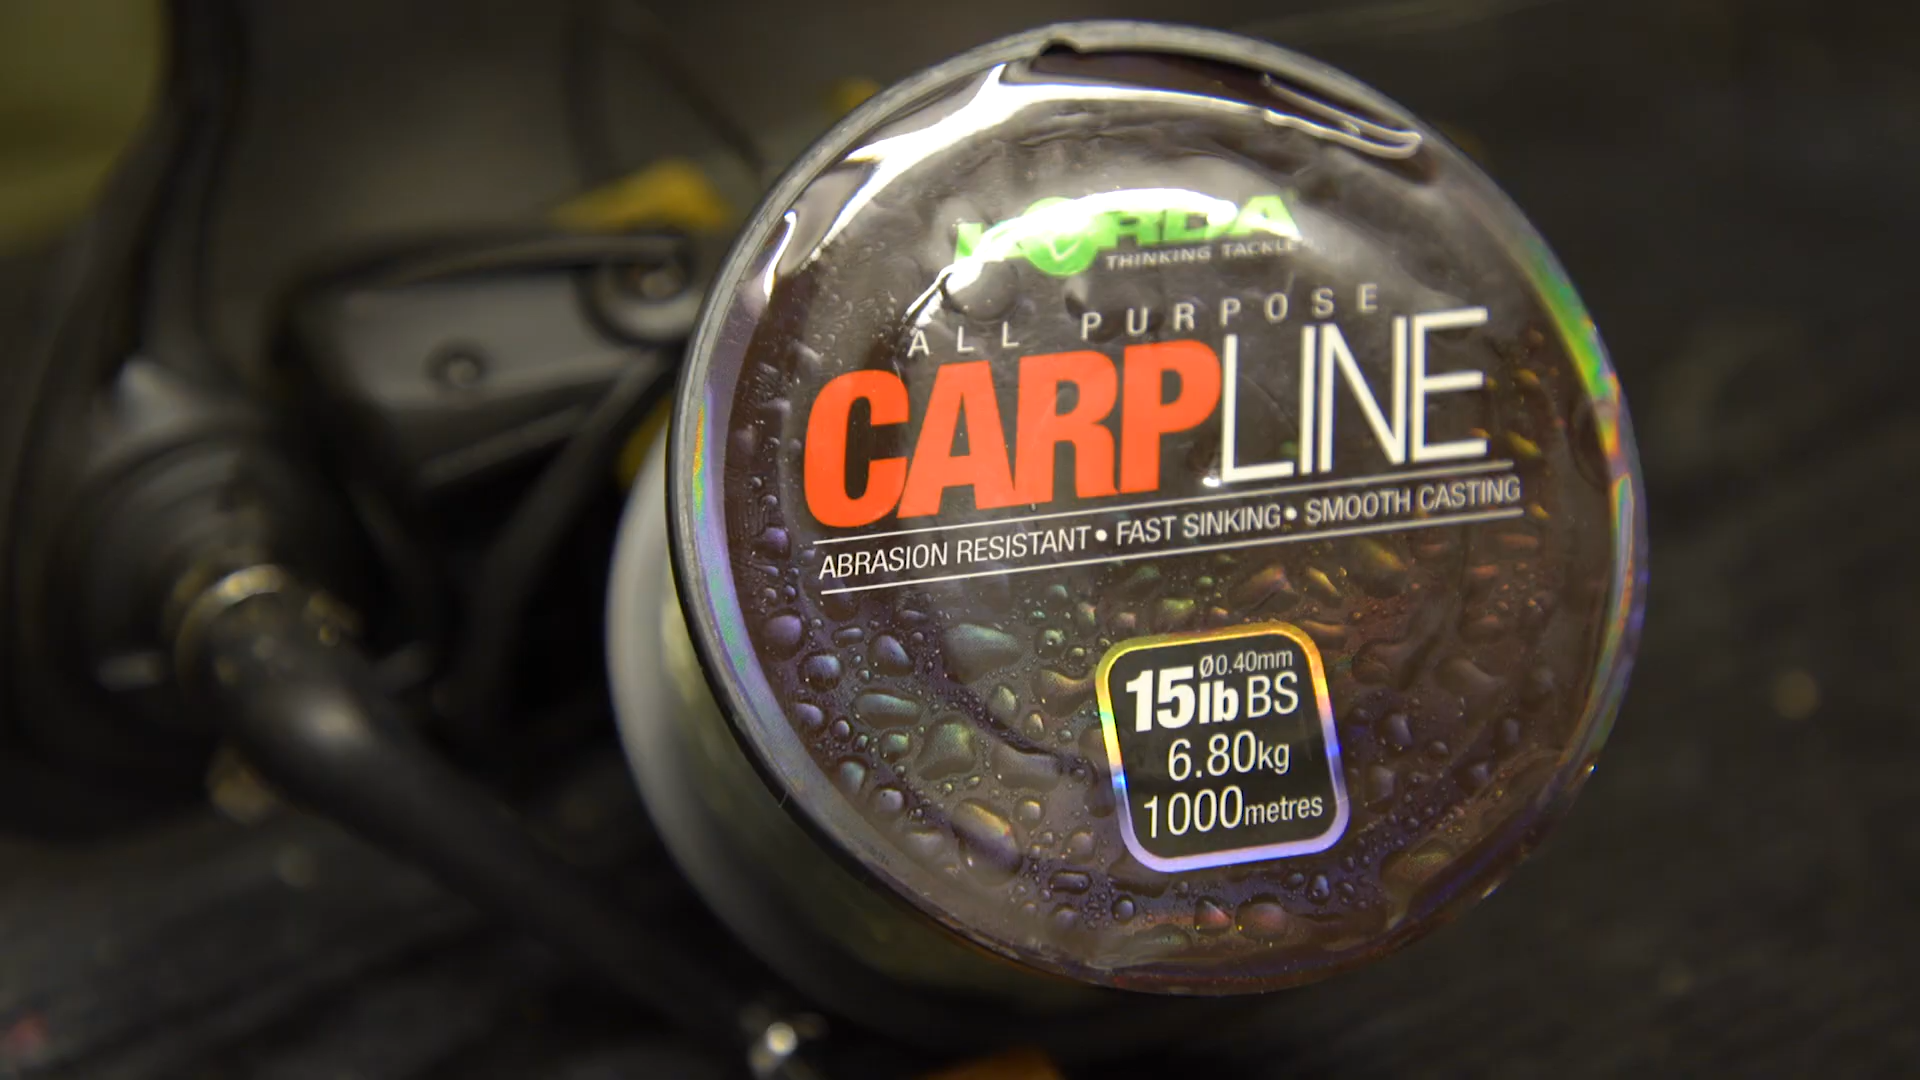 KORDA
THINKING TACKLE
ALL PURPOSE
CARPLINE
ABRASION RESISTANT • FAST SINKING • SMOOTH CASTING
Ø0.40mm
15lb BS
6.80kg
1000metres